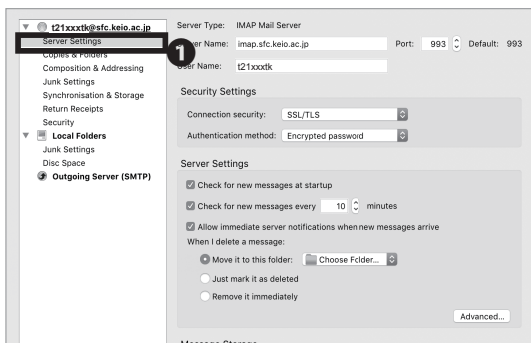 t21xxxtk@sfc.keio.ac.jp
Server Settings
Copies & Folders
Composition & Addressing
Junk Settings
Synchronisation & Storage
Return Receipts
Security
Local Folders
Junk Settings
Disc Space
Outgoing Server (SMTP)
1
Server Type: IMAP Mail Server
Server Name: imap.sfc.keio.ac.jp Port: 993 Default: 993
User Name: t21xxxtk
Security Settings
Connection security: SSL/TLS
Authentication method: Encrypted password
Server Settings
Check for new messages at startup
Check for new messages every 10 minutes
Allow immediate server notifications when new messages arrive
When I delete a message:
Move it to this folder: Choose Folder...
Just mark it as deleted
Remove it immediately
Advanced...
Message Storage